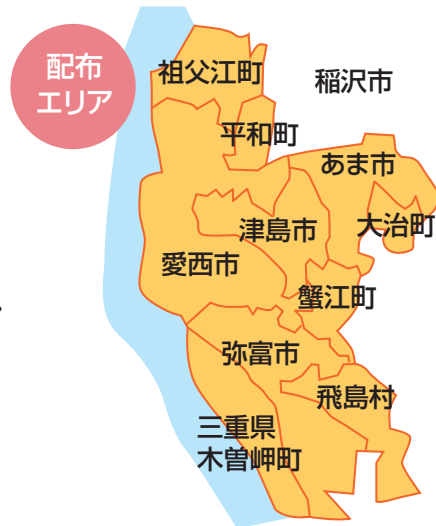 配布
エリア
祖父江町
稲沢市
平和町
あま市
大治町
津島市
愛西市
蟹江町
弥富市
飛島村
三重県
木曽岬町